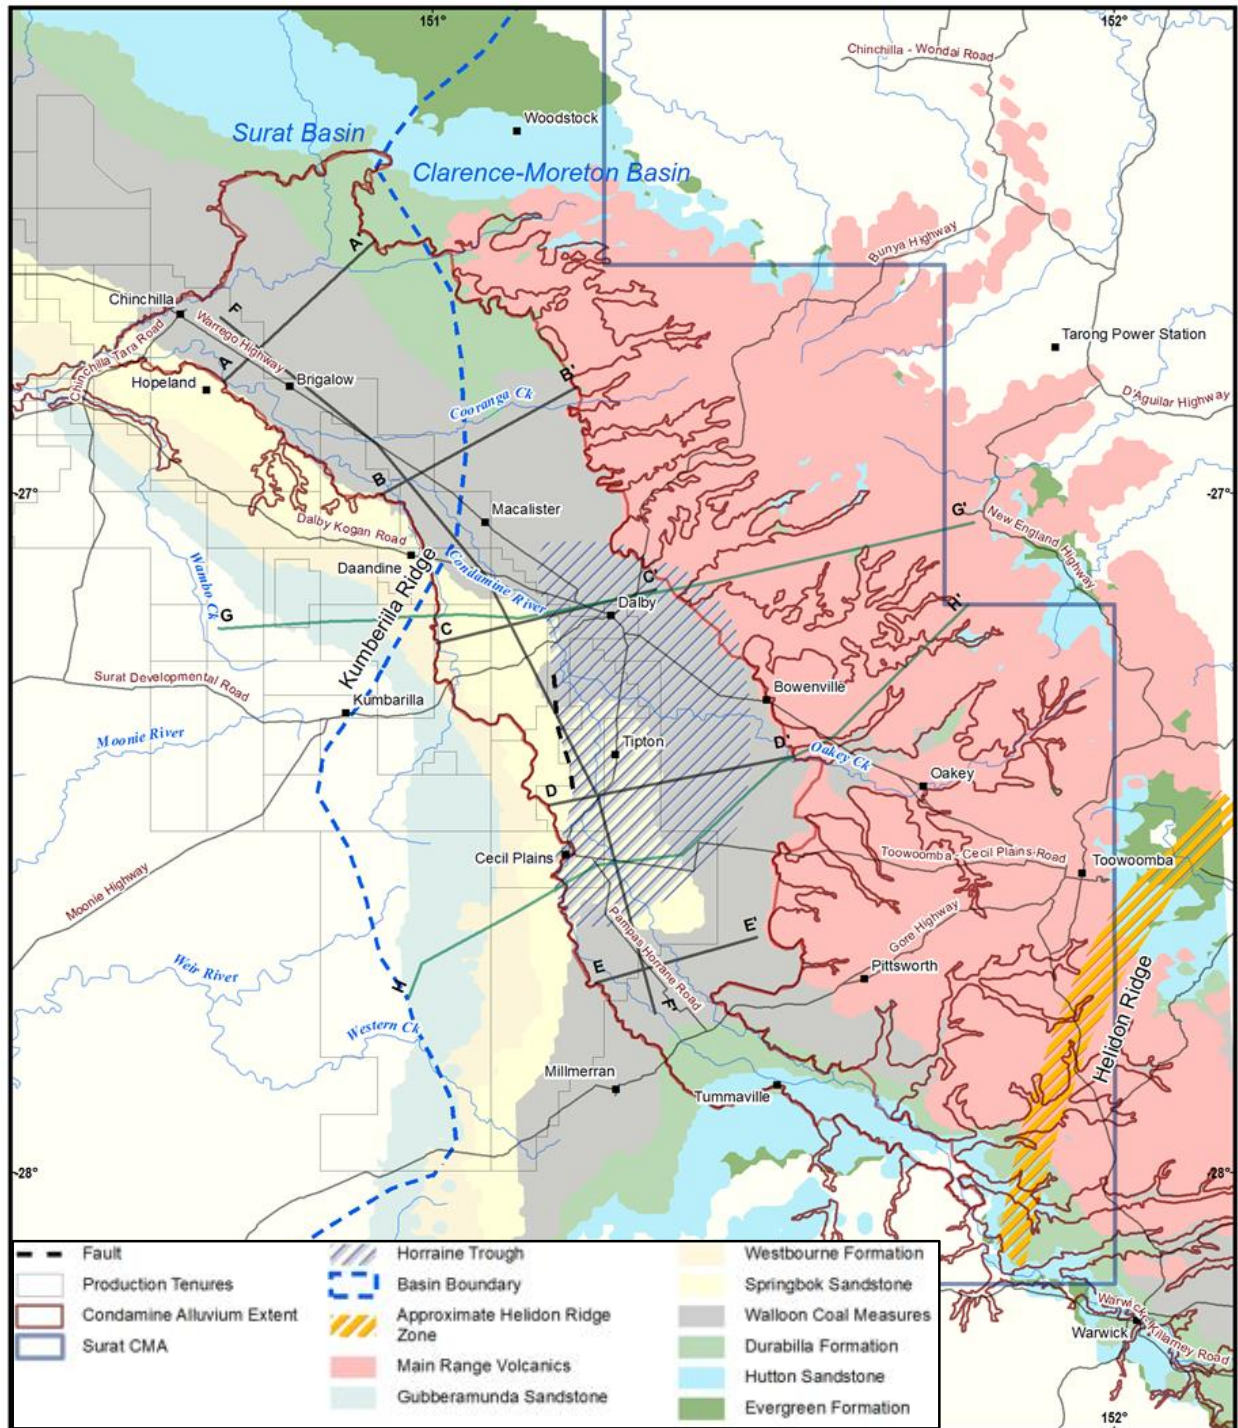 151°
152°
Chinchilla - Wondai Road
Woodstock
Surat Basin
Clarence-Moreton Basin
Bunya Highway
A'
Chinchilla
F
Warrego Highway
Chinchilla Tara Road
Tarong Power Station
A
Hopeland
Brigalow
B'
Cooranga Ck
D'Aguilar Highway
B
-27°
-27°
Macalister
G'
New England Highway
Dalby Kogan Road
Daandine
Condamine River
Wambo Ck
Kumberilla Ridge
C'
Dalby
H'
G
C
Surat Developmental Road
Bowenville
Kumbarilla
Moonie River
Tipton
D'
Oakey Ck
Oakey
D
Cecil Plains
Toowoomba - Cecil Plains-Road
Toowoomba
Moonie Highway
Pampas Horrane Road
E'
Gore Highway
Weir River
E
Pittsworth
H
F'
Helidon Ridge
Western Ck
Millmerran
Tummaville
-28°
-28°
Warwick Killarney Road
Warwick
152°
Fault
Production Tenures
Condamine Alluvium Extent
Surat CMA
Horraine Trough
Basin Boundary
Approximate Helidon Ridge
Zone
Main Range Volcanics
Gubberamunda Sandstone
Westbourne Formation
Springbok Sandstone
Walloon Coal Measures
Durabilla Formation
Hutton Sandstone
Evergreen Formation